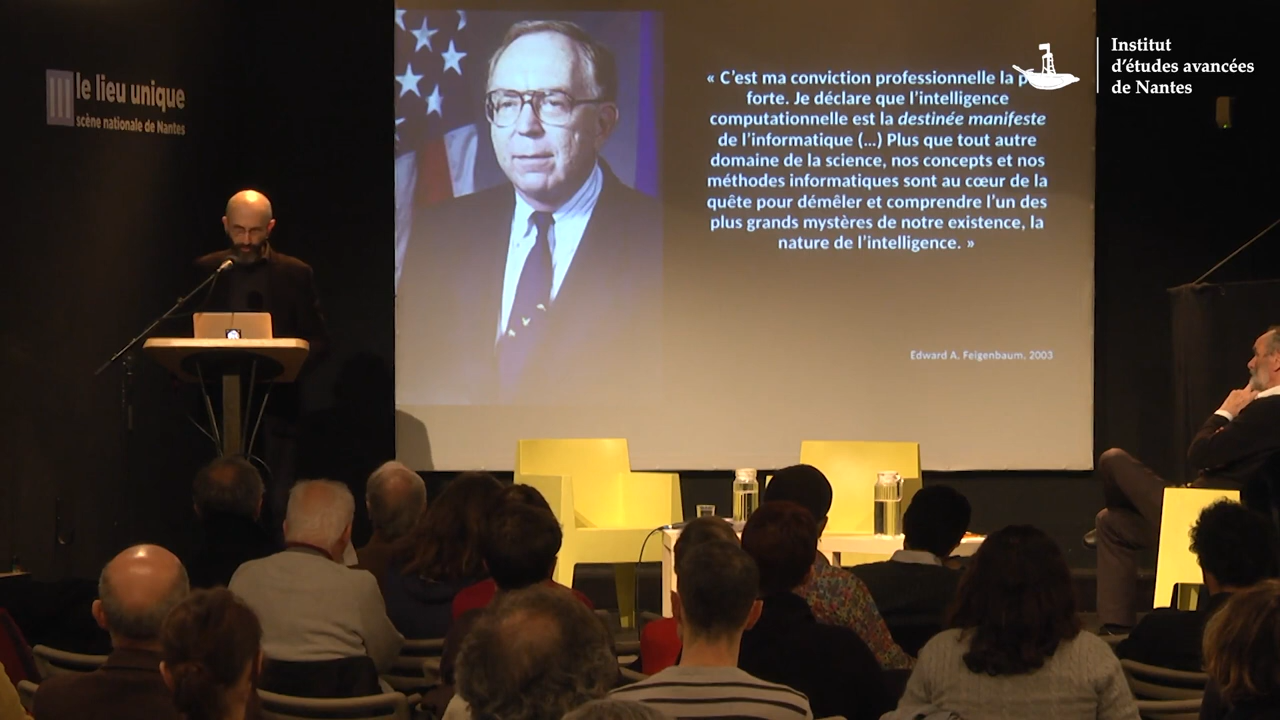 le lieu unique
scène nationale de Nantes
« C'est ma conviction professionnelle la
forte. Je déclare que l'intelligence
computationnelle est la destinée manifeste
de l'informatique (...) Plus que tout autre
domaine de la science, nos concepts et nos
méthodes informatiques sont au cœur de la
quête pour démêler et comprendre l'un des
plus grands mystères de notre existence, la
nature de l'intelligence. »
Edward A. Feigenbaum, 2003
Institut
d'études avancées
de Nantes